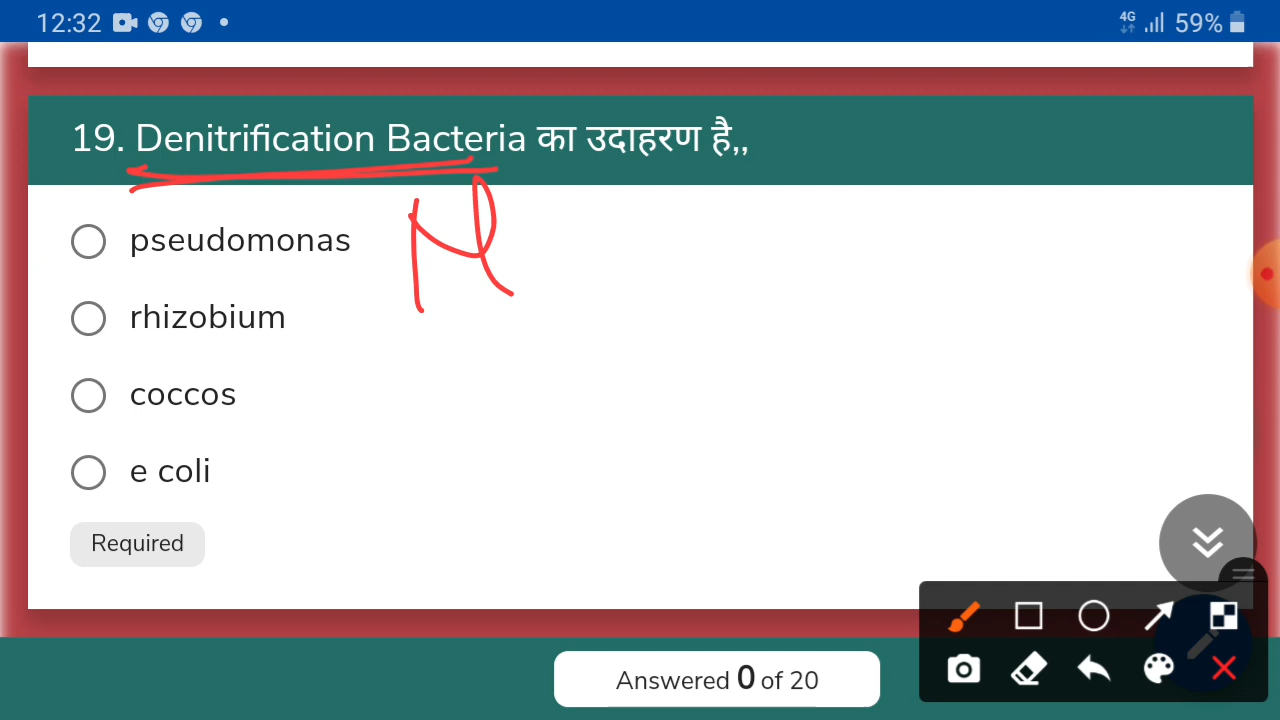 12:32
4G 59%
19. Denitrification Bacteria का उदाहरण है,,
pseudomonas
rhizobium
coccos
e coli
Required
Answered 0 of 20